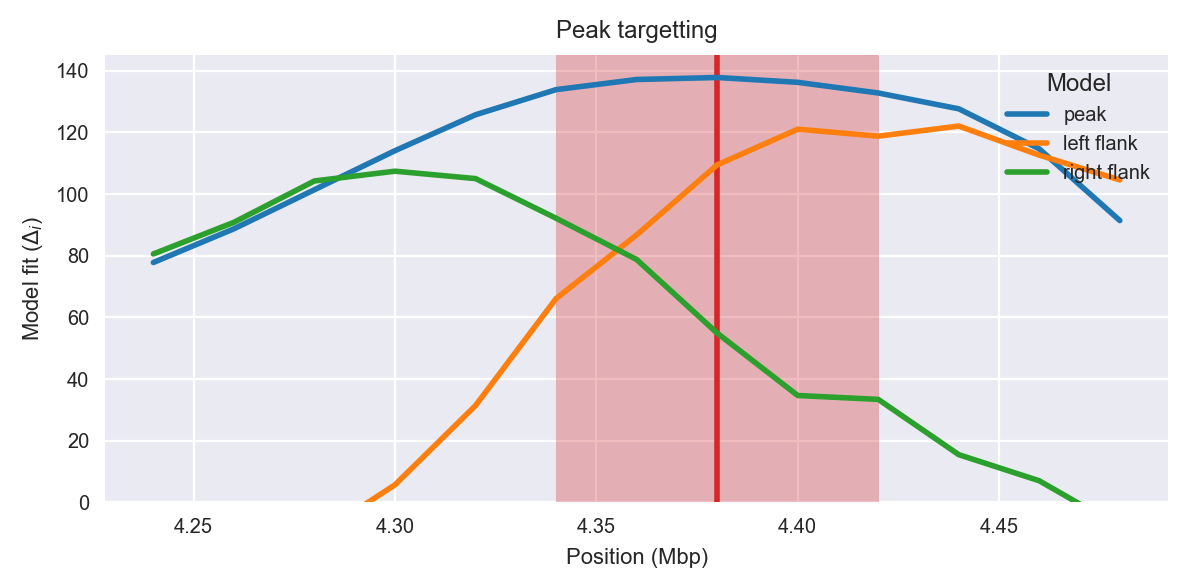 Peak targetting
140
120
100
80
60
40
20
0
Model fit (Δi)
Model
peak
left flank
right flank
4.25
4.30
4.35
4.40
4.45
Position (Mbp)